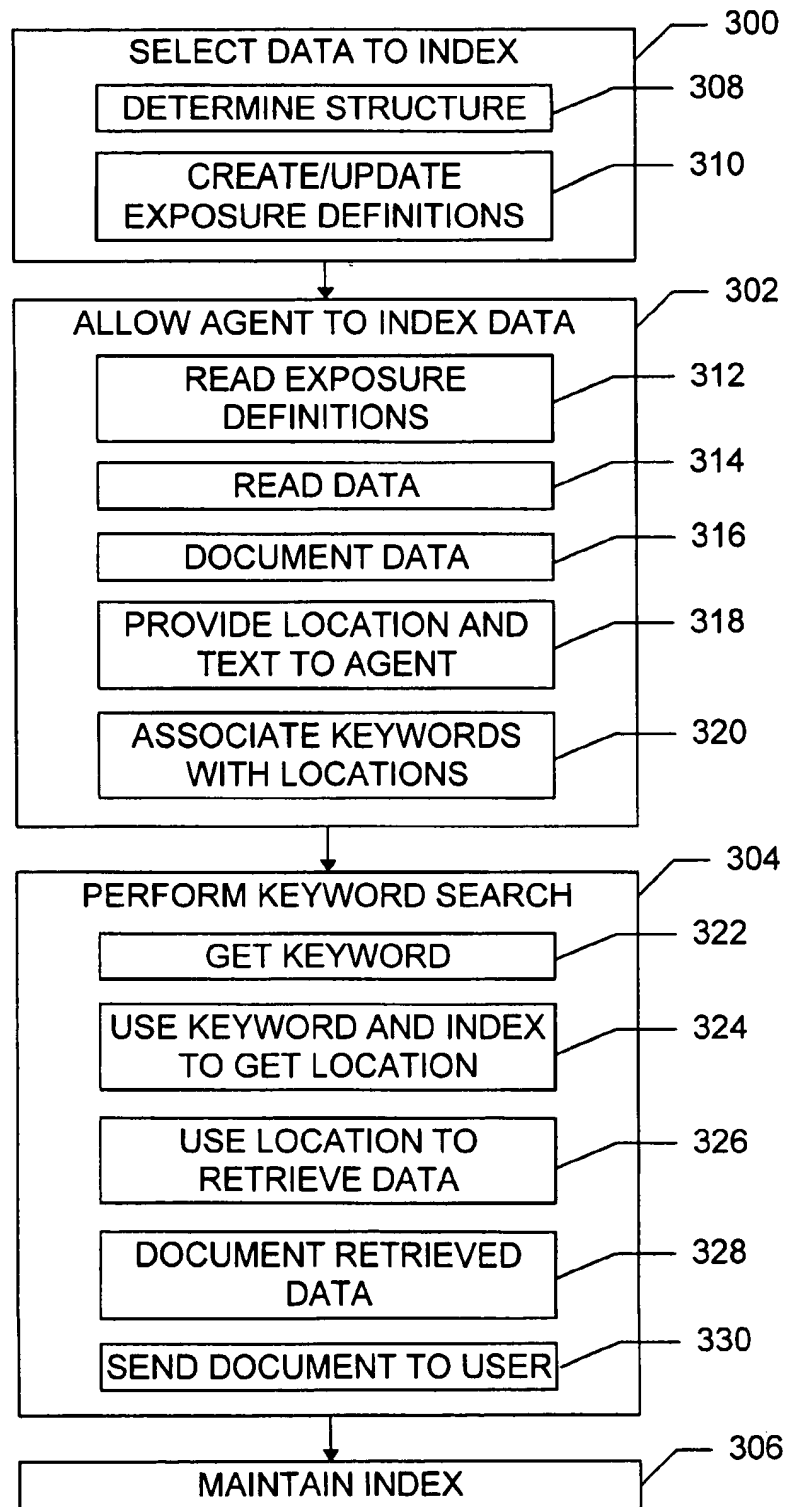 300
SELECT DATA TO INDEX
308
DETERMINE STRUCTURE
310
CREATE/UPDATE
EXPOSURE DEFINITIONS
302
ALLOW AGENT TO INDEX DATA
312
READ EXPOSURE
DEFINITIONS
314
READ DATA
316
DOCUMENT DATA
318
PROVIDE LOCATION AND
TEXT TO AGENT
320
ASSOCIATE KEYWORDS
WITH LOCATIONS
304
PERFORM KEYWORD SEARCH
322
GET KEYWORD
324
USE KEYWORD AND INDEX
TO GET LOCATION
326
USE LOCATION TO
RETRIEVE DATA
328
DOCUMENT RETRIEVED
DATA
330
SEND DOCUMENT TO USER
306
MAINTAIN INDEX